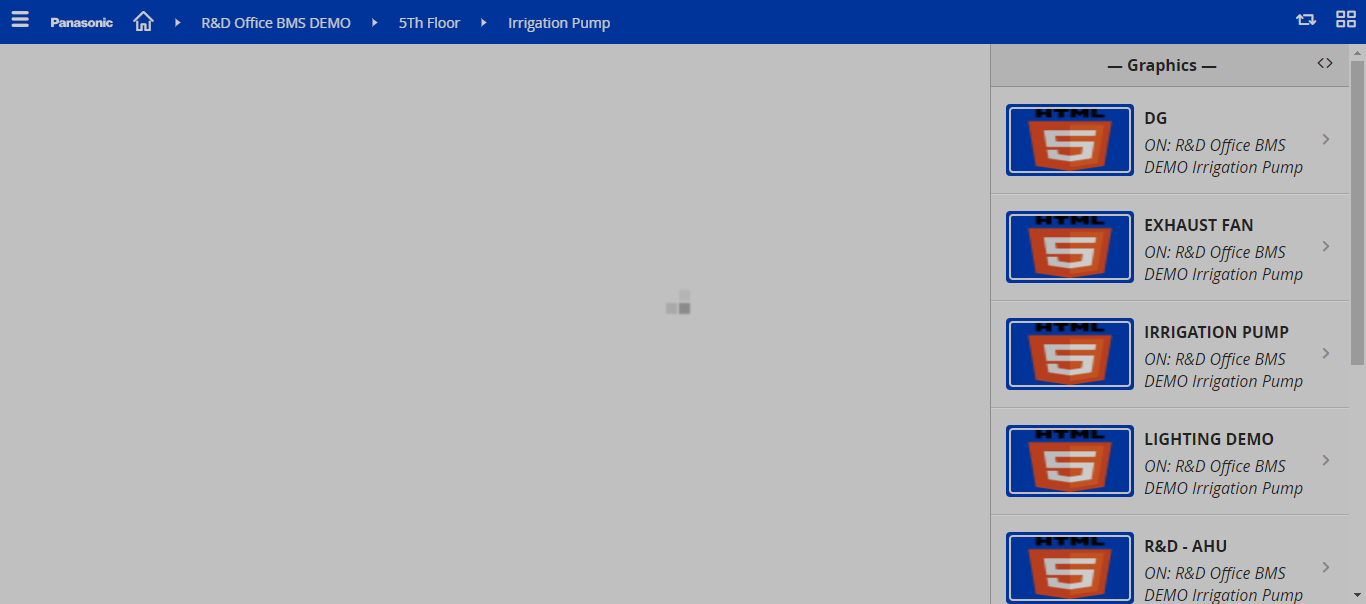 Panasonic R&D Office BMS DEMO 5Th Floor Irrigation Pump
— Graphics —
HTML
5
DG
ON: R&D Office BMS
DEMO Irrigation Pump
HTML
5
EXHAUST FAN
ON: R&D Office BMS
DEMO Irrigation Pump
HTML
5
IRRIGATION PUMP
ON: R&D Office BMS
DEMO Irrigation Pump
HTML
5
LIGHTING DEMO
ON: R&D Office BMS
DEMO Irrigation Pump
HTML
5
R&D - AHU
ON: R&D Office BMS
DEMO Irrigation Pump